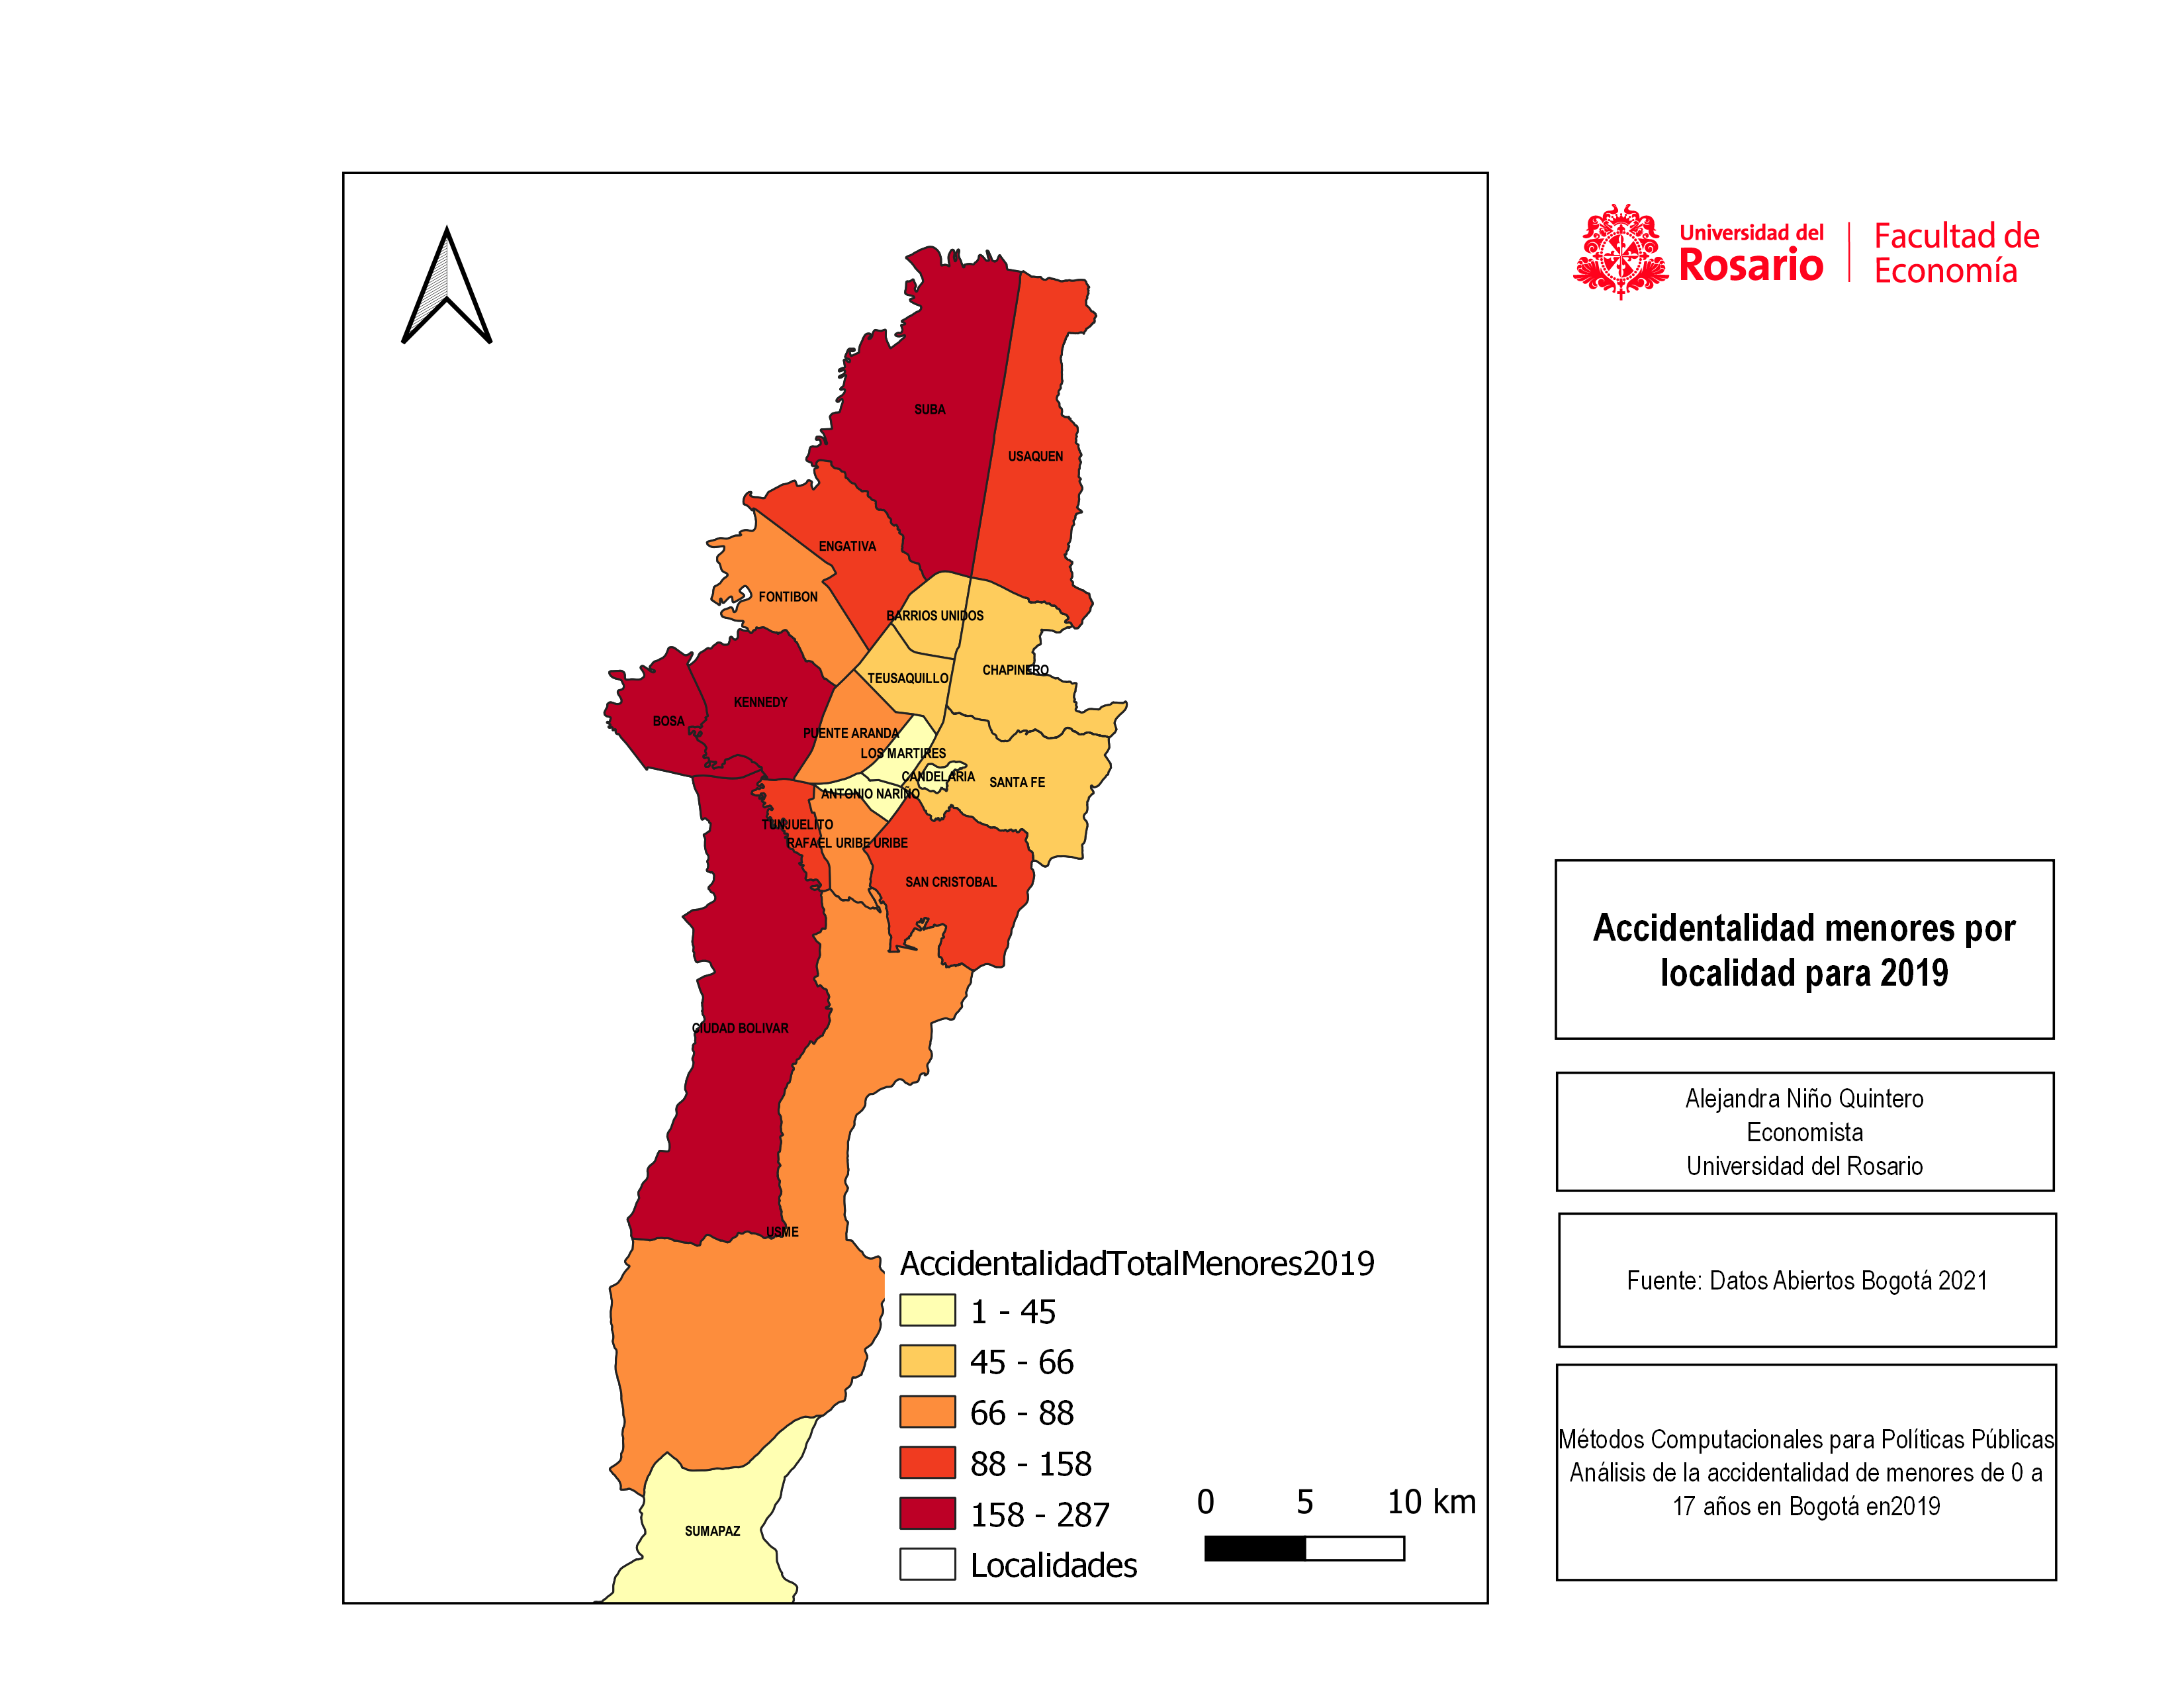 Universidad del
Rosario
Facultad de
Economía
SUBA
USAQUEN
ENGATIVA
FONTIBON
BARRIOS UNIDOS
CHAPINERO
TEUSAQUILLO
KENNEDY
BOSA
PUENTE ARANDA
LOS MARTIRES
CANDELARIA
SANTA FE
ANTONIO NARIÑO
TUNJUELITO
RAFAEL URIBE URIBE
SAN CRISTOBAL
CIUDAD BOLIVAR
USME
SUMAPAZ
AccidentalidadTotalMenores2019
1 - 45
45 - 66
66 - 88
88 - 158
158 - 287
Localidades
0 5 10 km
Accidentalidad menores por
localidad para 2019
Alejandra Niño Quintero
Economista
Universidad del Rosario
Fuente: Datos Abiertos Bogotá 2021
Métodos Computacionales para Políticas Públicas
Análisis de la accidentalidad de menores de 0 a
17 años en Bogotá en2019